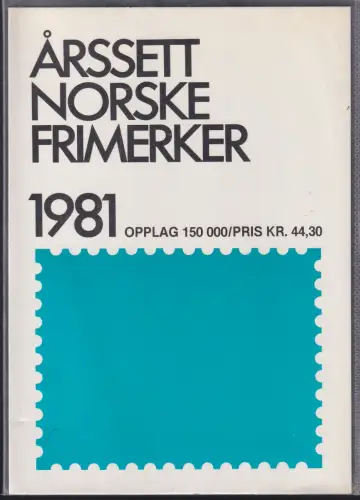 ÅRSSETT
NORSKE
FRIMERKER
1981 OPPLAG 150 000/PRIS KR. 44,30